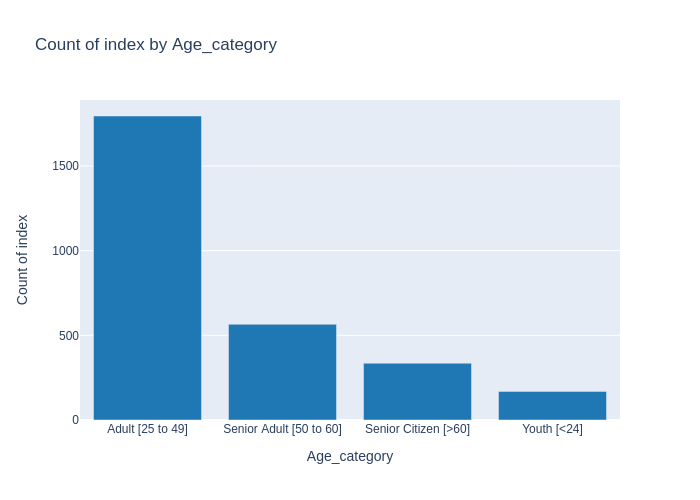 Count of index by Age_category
Count of index
1500
1000
500
0
Adult [25 to 49]
Senior Adult [50 to 60]
Senior Citizen [>60]
Youth [<24]
Age_category